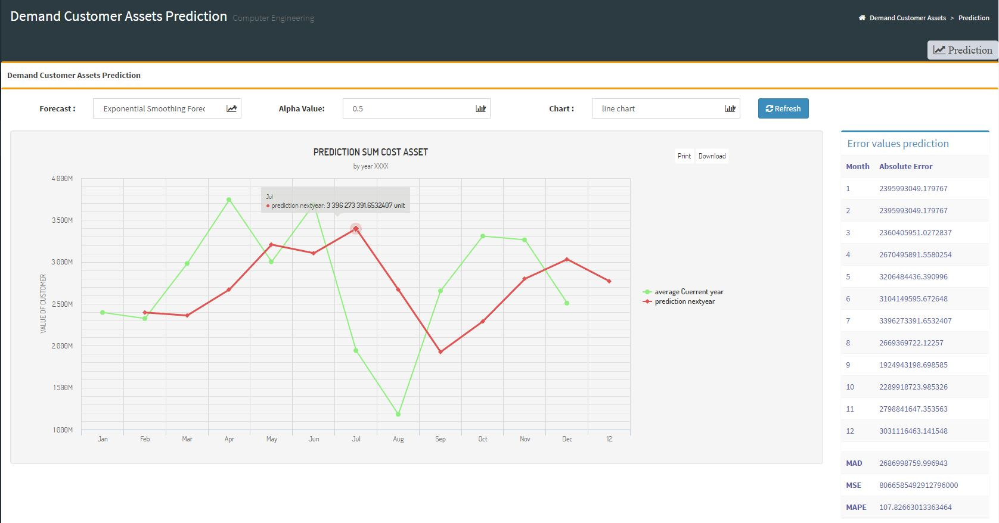 Demand Customer Assets Prediction Computer Engineering
Demand Customer Assets > Prediction
Prediction
Demand Customer Assets Prediction
Forecast : Exponential Smoothing Forec
Alpha Value: 0.5
Chart : line chart
Refresh
PREDICTION SUM COST ASSET
by year XXXX
Print Download
4 000M
3 500M
3 000M
2 500M
2 000M
1 500M
1 000M
VALUE OF CUSTOMER
Jul
prediction nextyear: 3 396 273 391.6532407 unit
Jan Feb Mar Apr May Jun Jul Aug Sep Oct Nov Dec 12
average Cuerrent year
prediction nextyear
Error values prediction
Month Absolute Error
1 2395993049.179767
2 2395993049.179767
3 2360405951.0272837
4 2670495891.5580254
5 3206484436.390996
6 3104149595.672648
7 3396273391.6532407
8 2669369722.12257
9 1924943198.698585
10 2289918723.985326
11 2798841647.353563
12 3031116463.141548
MAD 2686998759.996943
MSE 8066585492912796000
MAPE 107.82663013363464